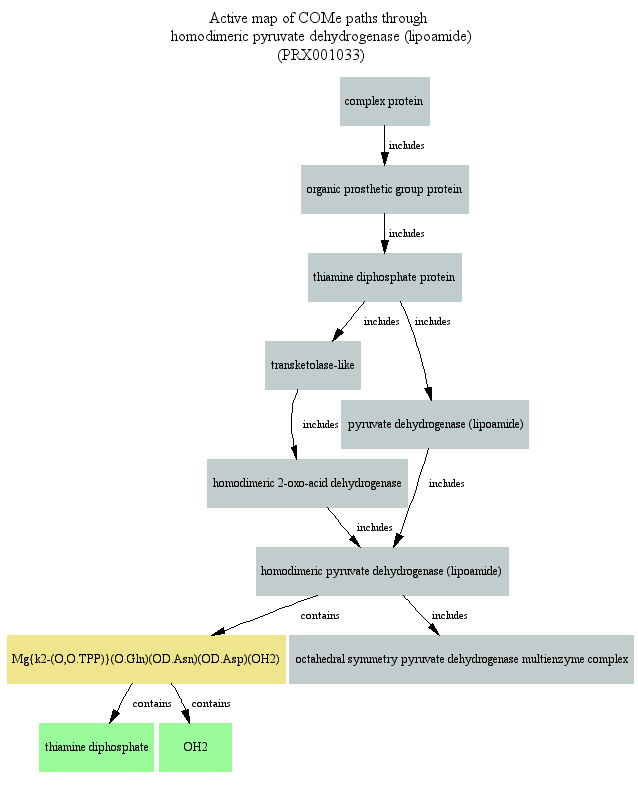 Active map of COMe paths through
homodimeric pyruvate dehydrogenase (lipoamide)
(PRX001033)
complex protein
includes
organic prosthetic group protein
includes
thiamine diphosphate protein
includes
includes
transketolase-like
includes
pyruvate dehydrogenase (lipoamide)
homodimeric 2-oxo-acid dehydrogenase
includes
includes
homodimeric pyruvate dehydrogenase (lipoamide)
contains
includes
Mg{k2-(O,O.TPP)}(O.Gln)(OD.Asn)(OD.Asp)(OH2)
octahedral symmetry pyruvate dehydrogenase multienzyme complex
contains
contains
thiamine diphosphate
OH2